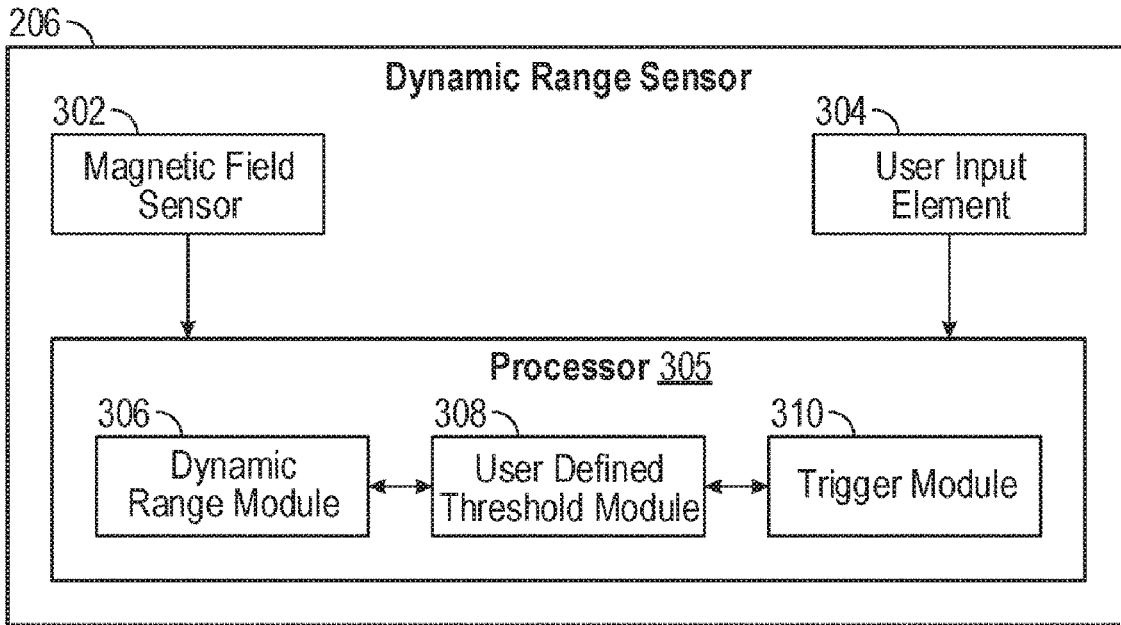 206
Dynamic Range Sensor
302
304
Magnetic Field
Sensor
User Input
Element
Processor 305
306
308
310
Dynamic
Range Module
User Defined
Threshold Module
Trigger Module